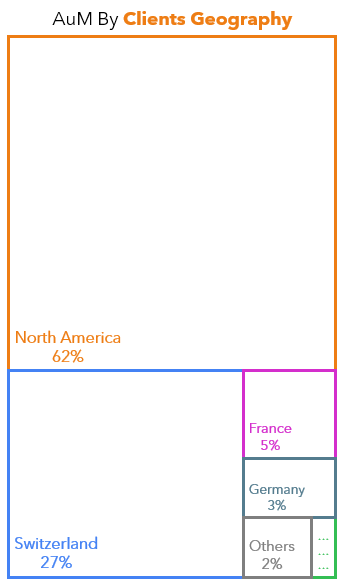 AuM By Clients Geography
North America
62%
Switzerland
27%
France
5%
Germany
3%
Others
2%
...
...
...